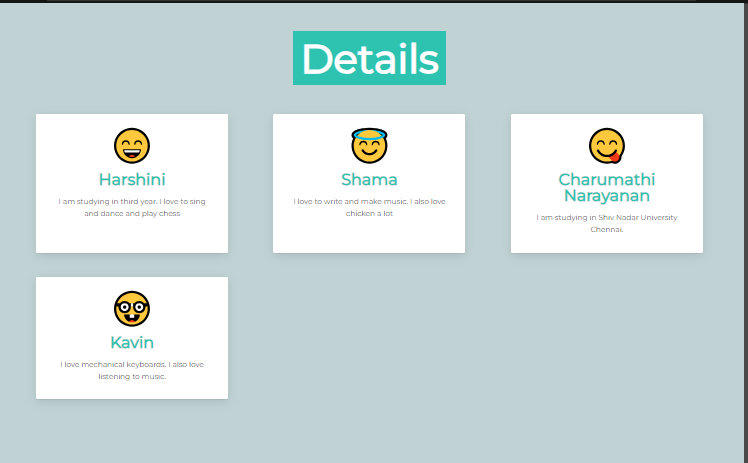 Details
Harshini
I am studying in third year. I love to sing
and dance and play chess
Shama
I love to write and make music. I also love
chicken a lot
Charumathi
Narayanan
I am studying in Shiv Nadar University
Chennai.
Kavin
I love mechanical keyboards. I also love
listening to music.